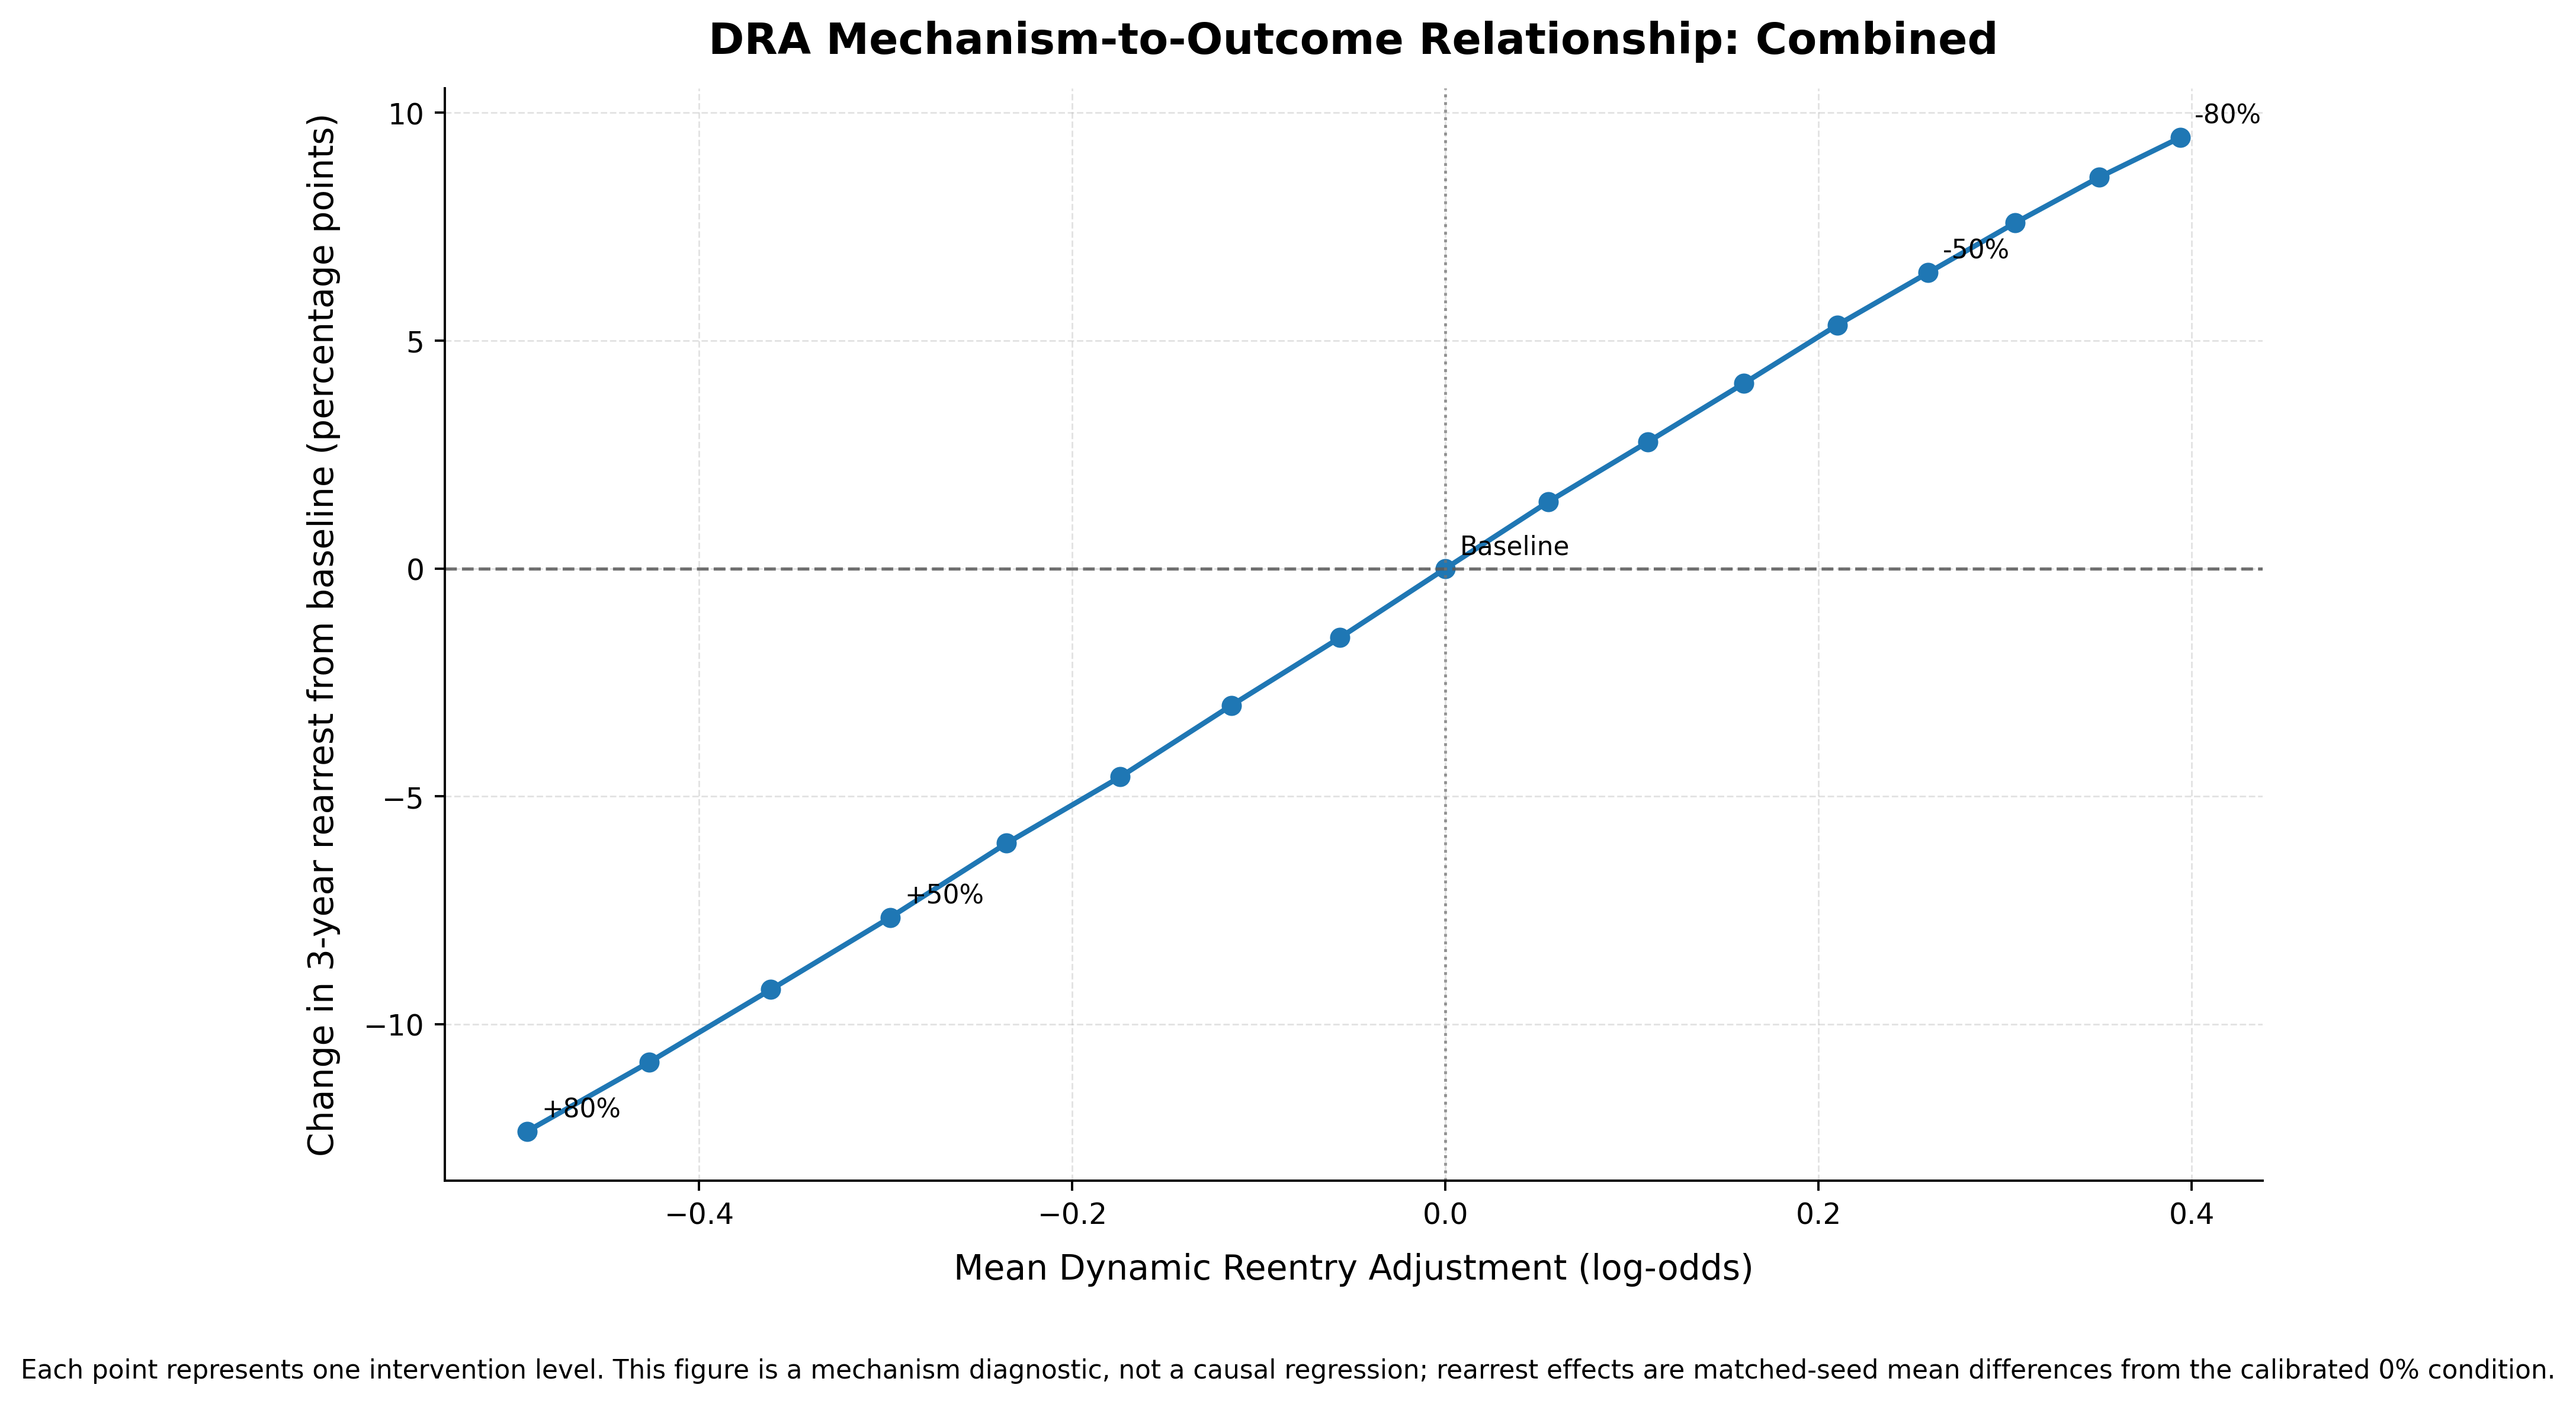 DRA Mechanism-to-Outcome Relationship: Combined
Change in 3-year rearrest from baseline (percentage points)
10
5
0
−5
−10
-80%
-50%
Baseline
+50%
+80%
−0.4
−0.2
0.0
0.2
0.4
Mean Dynamic Reentry Adjustment (log-odds)
Each point represents one intervention level. This figure is a mechanism diagnostic, not a causal regression; rearrest effects are matched-seed mean differences from the calibrated 0% condition.